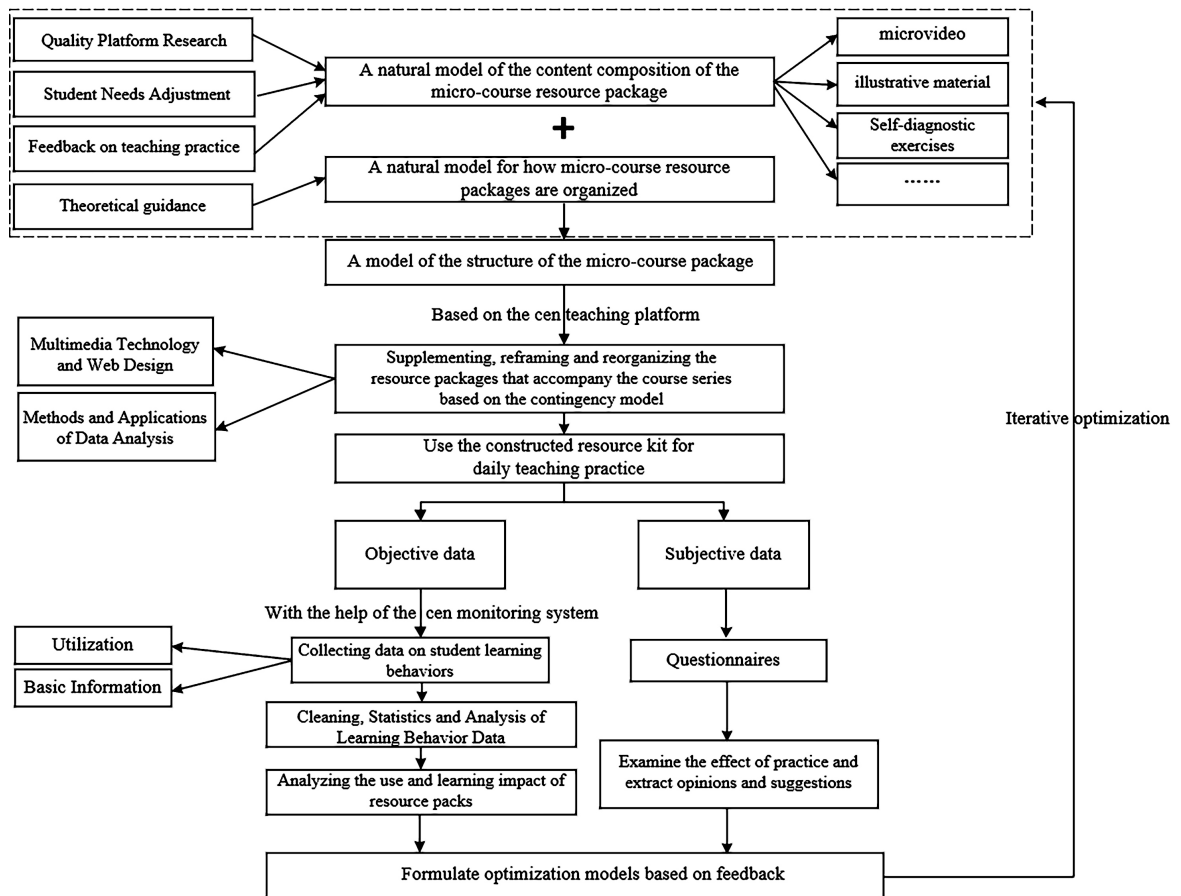 Quality Platform Research
Student Needs Adjustment
Feedback on teaching practice
Theoretical guidance
A natural model of the content composition of the
micro-course resource package
+
A natural model for how micro-course resource
packages are organized
microvideo
illustrative material
Self-diagnostic
exercises
······
A model of the structure of the micro-course package
Based on the cen teaching platform
Multimedia Technology
and Web Design
Methods and Applications
of Data Analysis
Supplementing, reframing and reorganizing the
resource packages that accompany the course series
based on the contingency model
Use the constructed resource kit for
daily teaching practice
Iterative optimization
Objective data
Subjective data
With the help of the cen monitoring system
Utilization
Basic Information
Collecting data on student learning
behaviors
Questionnaires
Cleaning, Statistics and Analysis of
Learning Behavior Data
Analyzing the use and learning impact of
resource packs
Examine the effect of practice and
extract opinions and suggestions
Formulate optimization models based on feedback